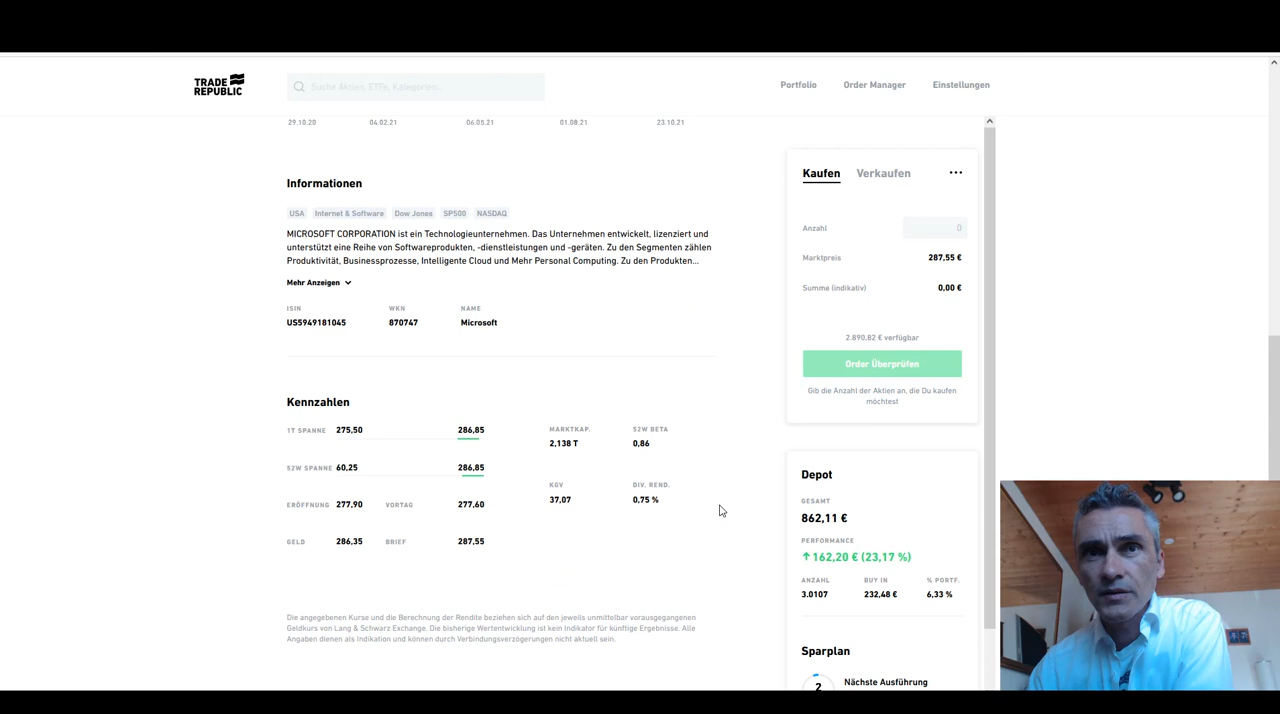 TRADE
REPUBLIC
Suche Aktien, ETFs, Kategorien...
Portfolio
Order Manager
Einstellungen
29.10.20
04.02.21
06.05.21
01.08.21
23.10.21
Informationen
USA
Internet & Software
Dow Jones
SP500
NASDAQ
MICROSOFT CORPORATION ist ein Technologieunternehmen. Das Unternehmen entwickelt, lizenziert und
unterstützt eine Reihe von Softwareprodukten, -dienstleistungen und -geräten. Zu den Segmenten zählen
Produktivität, Businessprozesse, Intelligente Cloud und Mehr Personal Computing. Zu den Produkten...
Mehr Anzeigen
ISIN
WKN
NAME
US5949181045
870747
Microsoft
Kennzahlen
1T SPANNE 275,50 286,85
52W SPANNE 60,25 286,85
ERÖFFNUNG 277,90 VORTAG 277,60
GELD 286,35 BRIEF 287,55
MARKTKAP.
52W BETA
2,138 T
0,86
KGV
DIV. REND.
37,07
0,75 %
Die angegebenen Kurse und die Berechnung der Rendite beziehen sich auf den jeweils unmittelbar vorausgegangenen
Geldkurs von Lang & Schwarz Exchange. Die bisherige Wertentwicklung ist kein Indikator für künftige Ergebnisse. Alle
Angaben dienen als Indikation und können durch Verbindungsverzögerungen nicht aktuell sein.
Kaufen
Verkaufen
Anzahl 0
Marktpreis 287,55 €
Summe (indikativ) 0,00 €
2.890,82 € verfügbar
Order Überprüfen
Gib die Anzahl der Aktien an, die Du kaufen
möchtest
Depot
GESAMT
862,11 €
PERFORMANCE
162,20 € (23,17 %)
ANZAHL
BUY IN
% PORTF.
3.0107
232,48 €
6,33 %
Sparplan
2
Nächste Ausführung